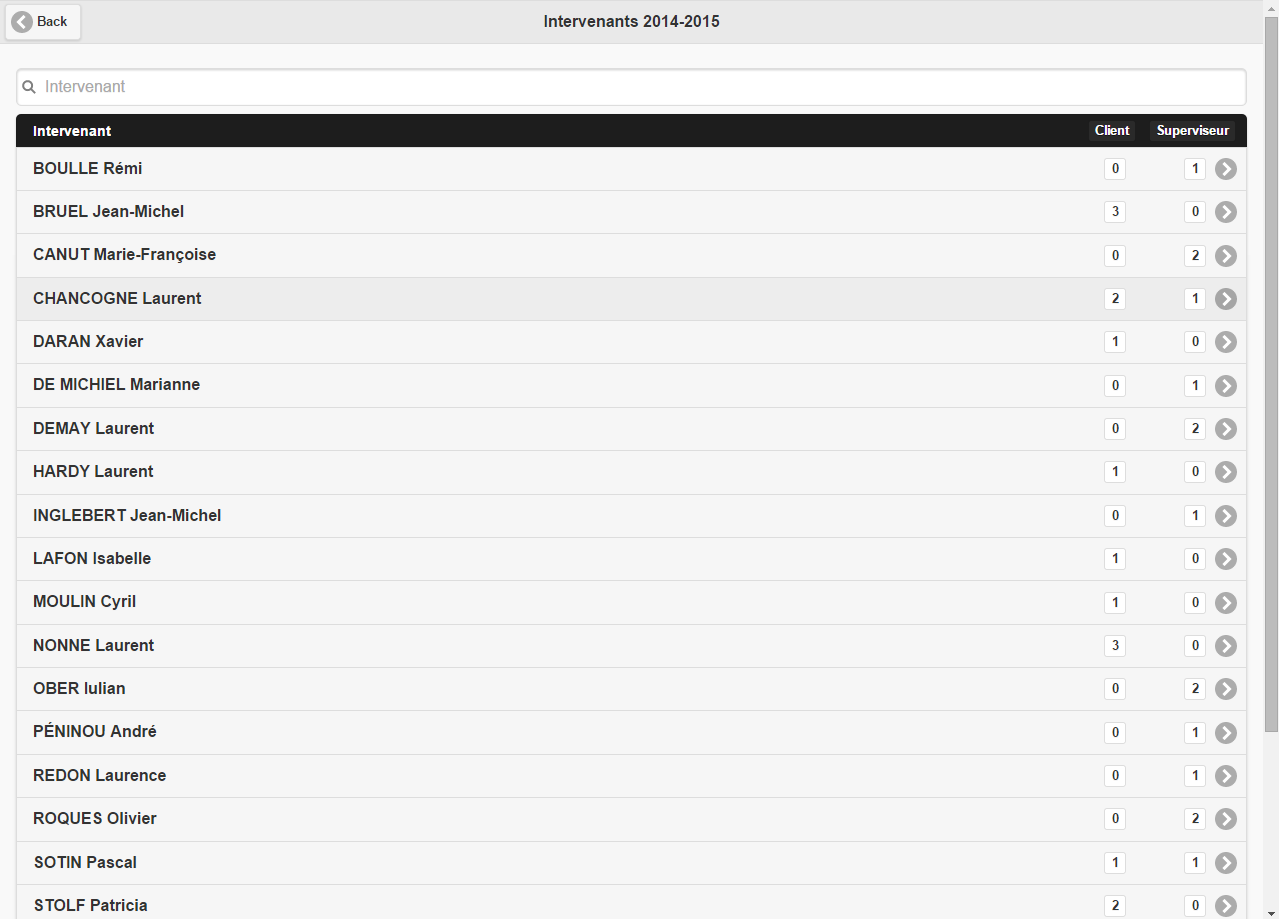 Back
Intervenants 2014-2015
Intervenant
Intervenant Client Superviseur
BOULLE Rémi 0 1
BRUEL Jean-Michel 3 0
CANUT Marie-Françoise 0 2
CHANCOGNE Laurent 2 1
DARAN Xavier 1 0
DE MICHIEL Marianne 0 1
DEMAY Laurent 0 2
HARDY Laurent 1 0
INGLEBERT Jean-Michel 0 1
LAFON Isabelle 1 0
MOULIN Cyril 1 0
NONNE Laurent 3 0
OBER Iulian 0 2
PÉNINOU André 0 1
REDON Laurence 0 1
ROQUES Olivier 0 2
SOTIN Pascal 1 1
STOLF Patricia 2 0